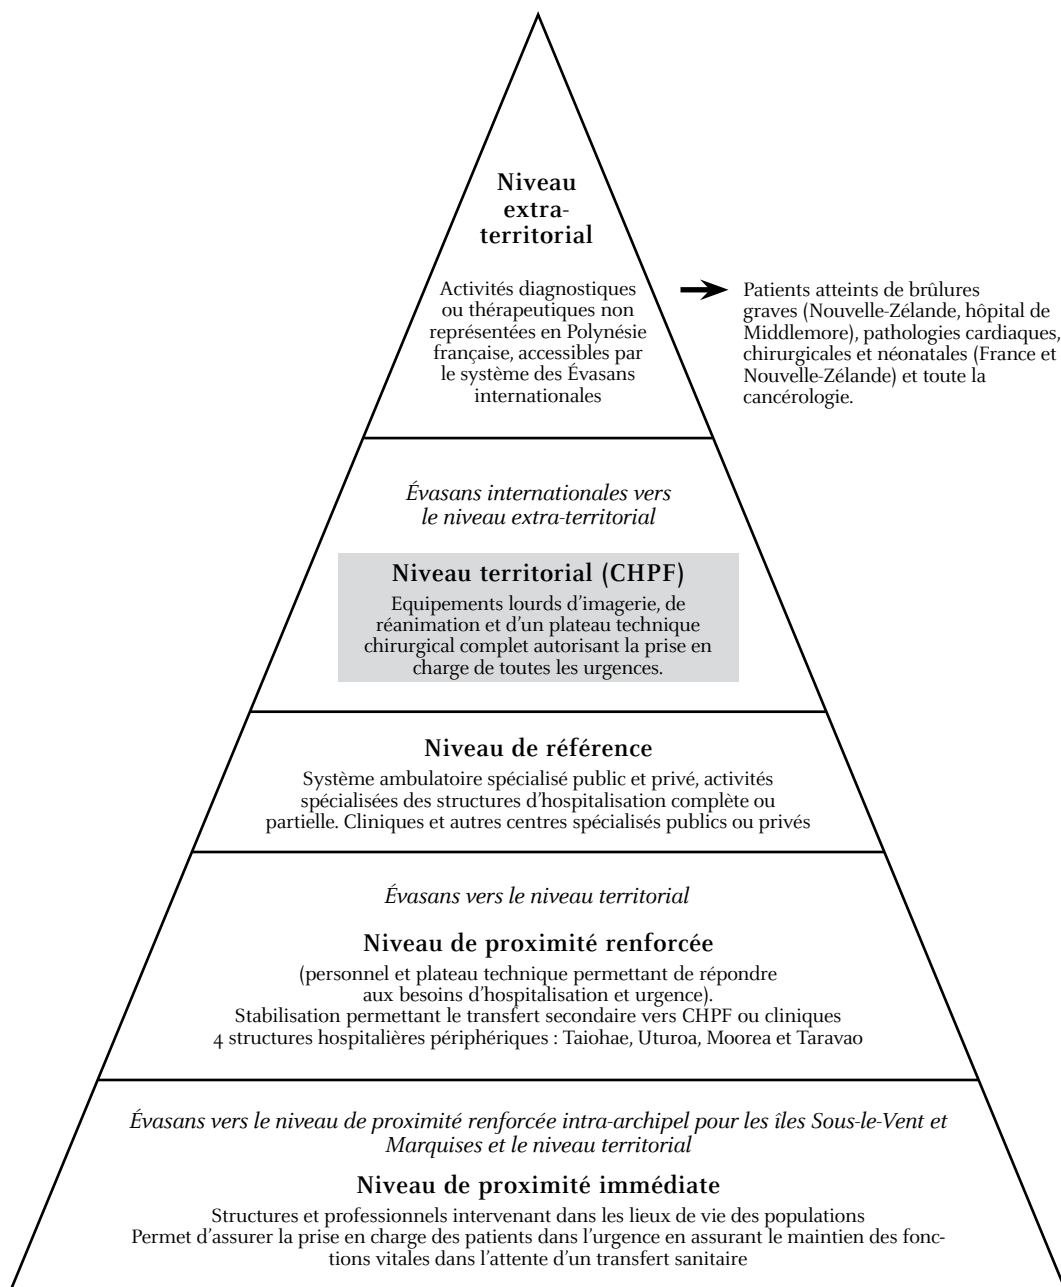 Niveau
extra-
territorial
Activités diagnostiques
ou thérapeutiques non
représentées en Polynésie
française, accessibles par
le système des Évasans
internationales
Patients atteints de brûlures
graves (Nouvelle-Zélande, hôpital de
Middlemore), pathologies cardiaques,
chirurgicales et néonatales (France et
Nouvelle-Zélande) et toute la
cancérologie.
Évasans internationales vers
le niveau extra-territorial
Niveau territorial (CHPF)
Equipements lourds d'imagerie, de
réanimation et d'un plateau technique
chirurgical complet autorisant la prise en
charge de toutes les urgences.
Niveau de référence
Système ambulatoire spécialisé public et privé, activités
spécialisées des structures d'hospitalisation complète ou
partielle. Cliniques et autres centres spécialisés publics ou privés
Évasans vers le niveau territorial
Niveau de proximité renforcée
(personnel et plateau technique permettant de répondre
aux besoins d'hospitalisation et urgence).
Stabilisation permettant le transfert secondaire vers CHPF ou cliniques
4 structures hospitalières périphériques : Taiohae, Uturoa, Moorea et Taravao
Évasans vers le niveau de proximité renforcée intra-archipel pour les îles Sous-le-Vent et
Marquises et le niveau territorial
Niveau de proximité immédiate
Structures et professionnels intervenant dans les lieux de vie des populations
Permet d'assurer la prise en charge des patients dans l'urgence en assurant le maintien des fonc-
tions vitales dans l'attente d'un transfert sanitaire